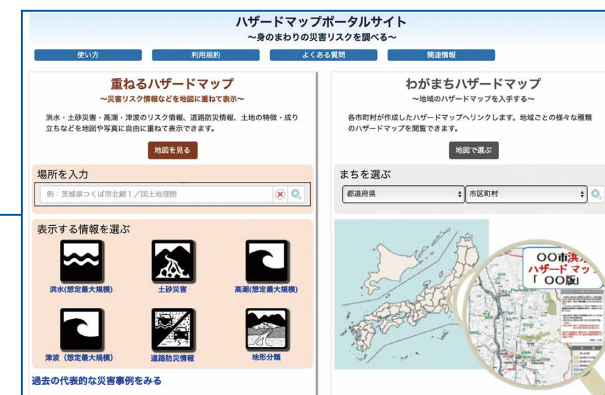 ハザードマップポータルサイト
～身のまわりの災害リスクを調べる～
使い方
利用規約
よくある質問
関連情報
重ねるハザードマップ
～災害リスク情報などを地図に重ねて表示～
洪水・土砂災害・高潮・津波のリスク情報、道路防災情報、土地の特徴・成り
立ちなどを地図や写真に自由に重ねて表示できます。
地図を見る
場所を入力
例：茨城県つくば市北郷１／国土地理院
表示する情報を選ぶ
洪水(想定最大規模)
土砂災害
高潮(想定最大規模)
津波（想定最大規模)
道路防災情報
地形分類
過去の代表的な災害事例をみる
わがまちハザードマップ
～地域のハザードマップを入手する～
各市町村が作成したハザードマップへリンクします。地域ごとの様々な種類
のハザードマップを閲覧できます。
地図で選ぶ
まちを選ぶ
都道府県
市区町村
〇〇市洪水
ハザードマップ
「 〇〇版」